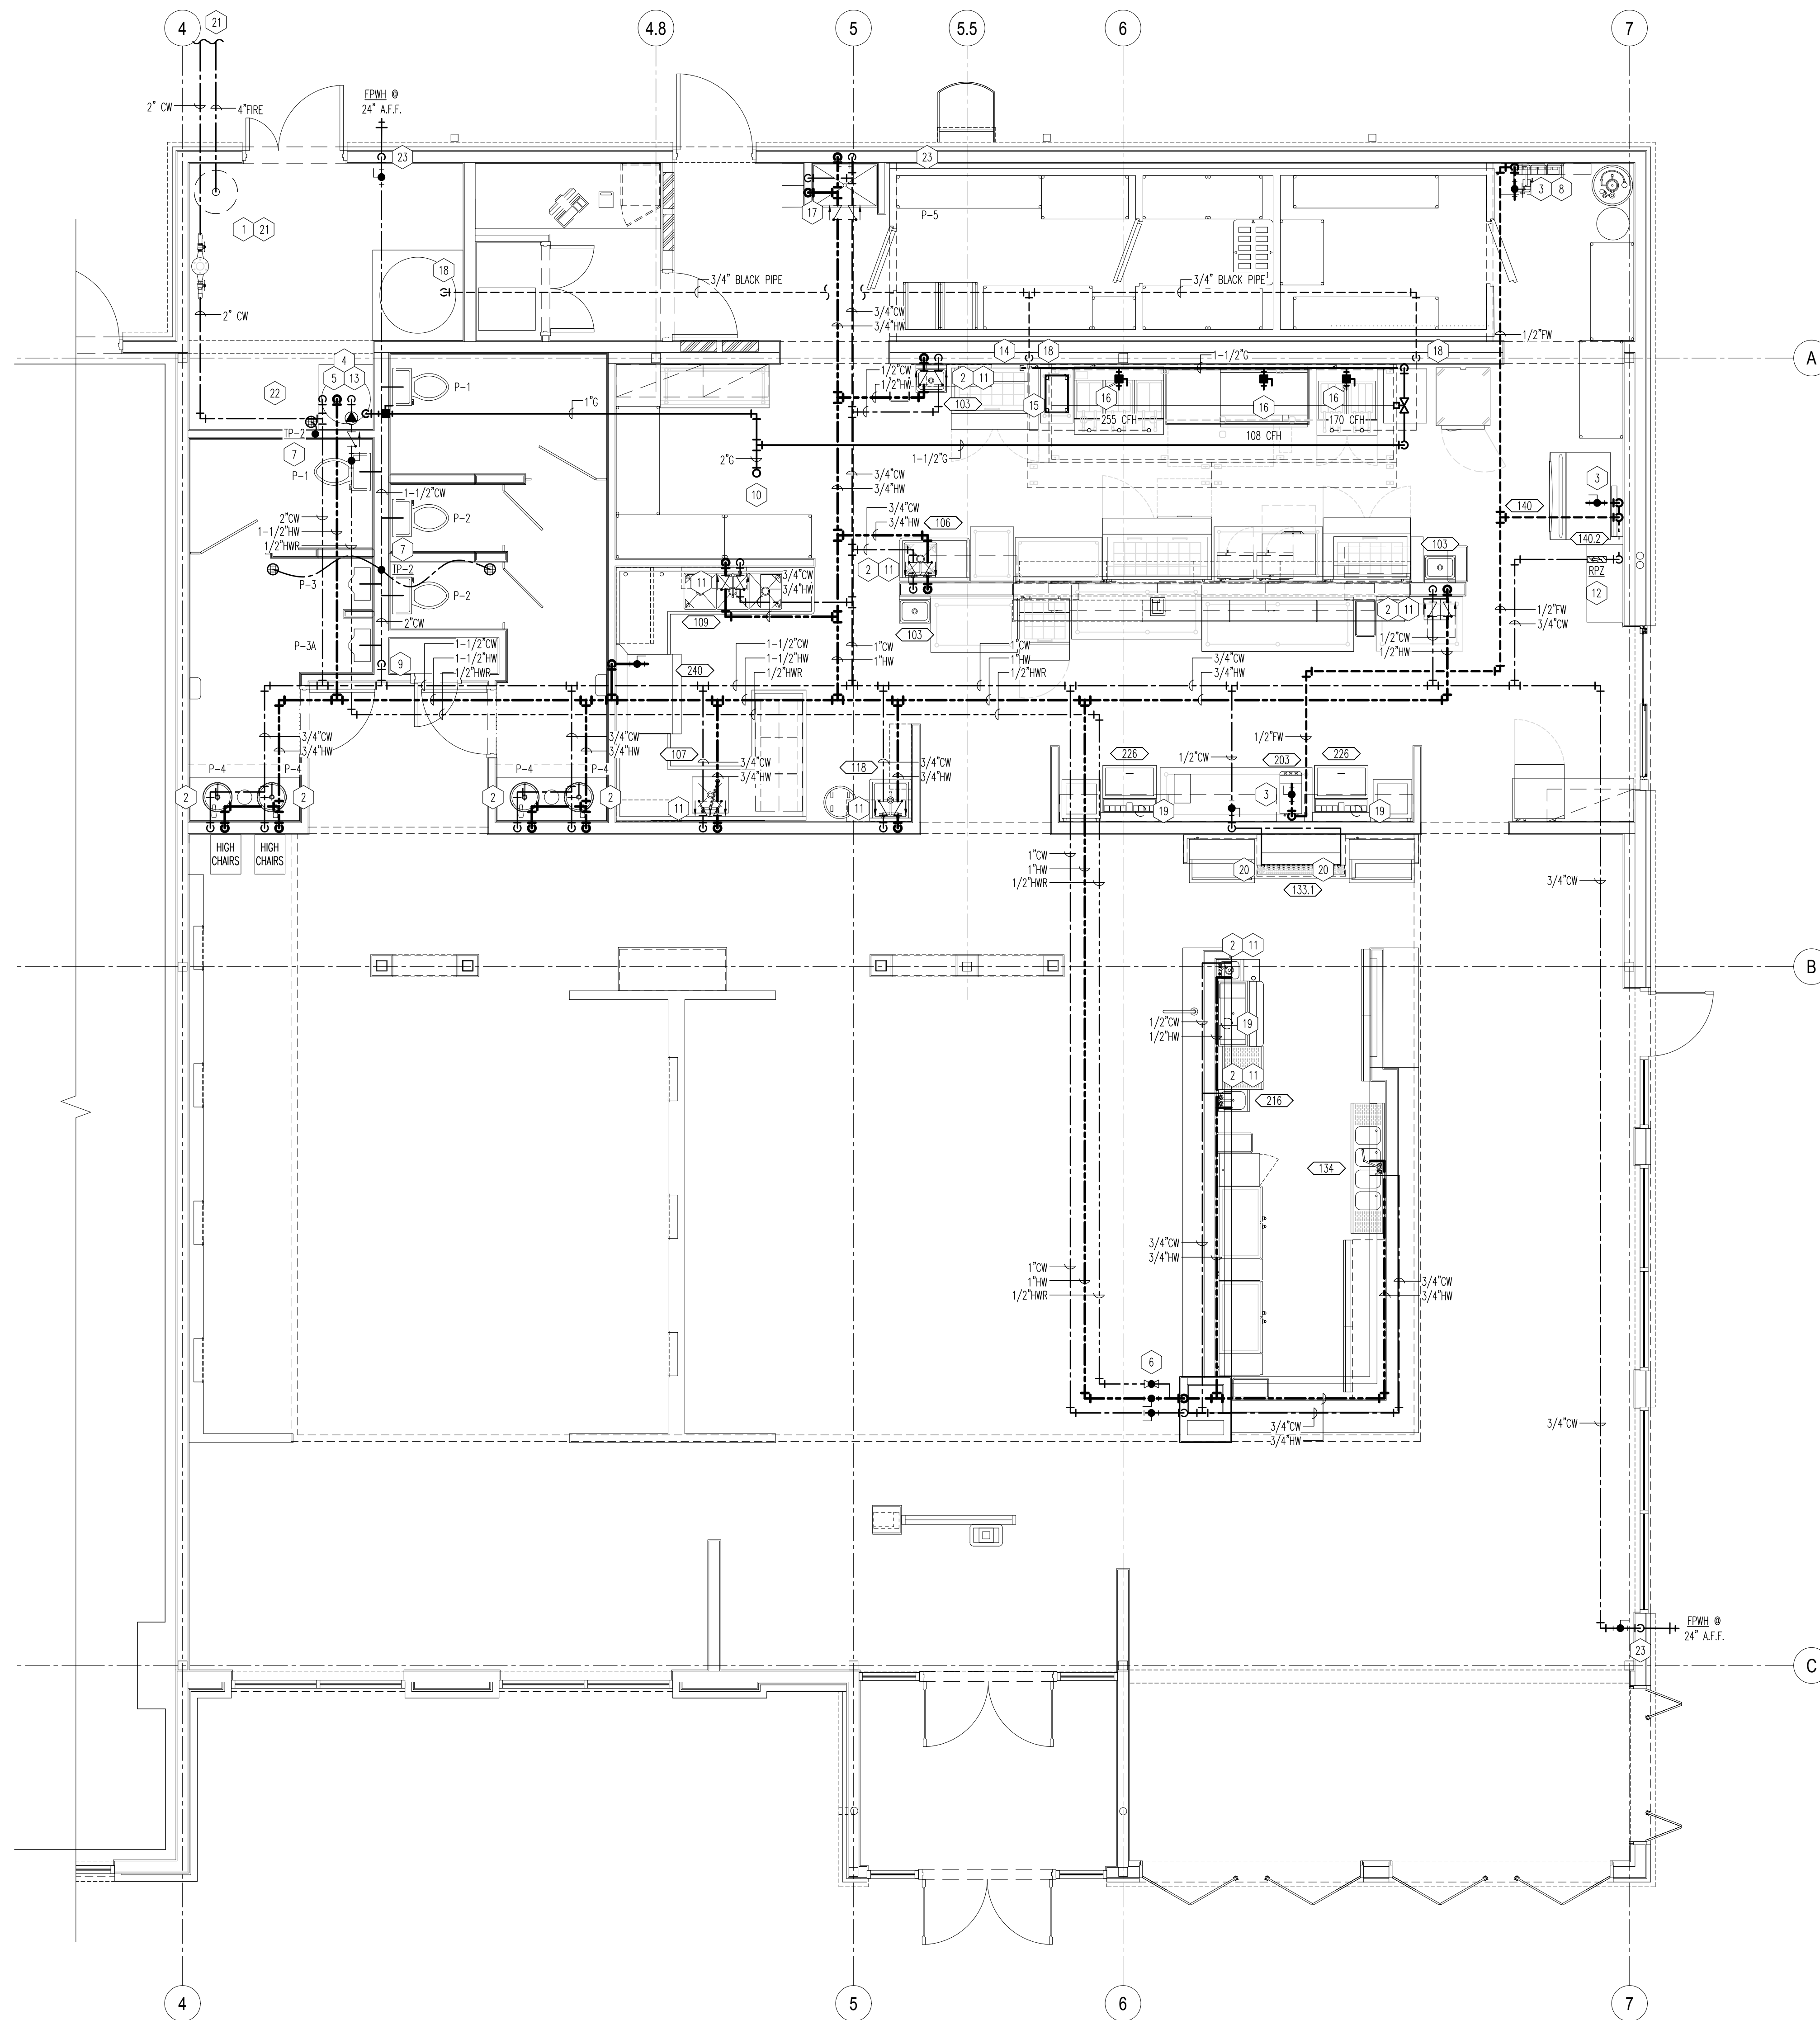 4
21
4.8
5
5.5
6
7
2" CW
4"FIRE
FPWH @
24" A.F.F.
23
23
17
P-5
3
8
1
21
18
3/4" BLACK PIPE
3/4" BLACK PIPE
2" CW
3/4"CW
3/4"HW
1/2"FW
4
5
13
22
P-1
14
18
1-1/2"G
18
A
1/2"CW
1/2"HW
2
11
103
15
16
16
16
255 CFH
108 CFH
170 CFH
1"G
TP-2
7
P-1
2"G
1-1/2"G
10
3/4"CW
3/4"HW
3
140
140.2
1-1/2"CW
2"CW
1-1/2"HW
1/2"HWR
P-2
7
TP-2
P-3
P-2
P-3A
2"CW
9
3/4"CW
3/4"HW
106
2
11
103
RPZ
12
11
3/4"CW
3/4"HW
109
103
2
11
1/2"FW
3/4"CW
1/2"CW
1/2"HW
1-1/2"CW
1-1/2"HW
1/2"HWR
240
1-1/2"CW
1-1/2"HW
1/2"HWR
1"CW
1"HW
1"CW
1"HW
1/2"HWR
3/4"CW
3/4"HW
3/4"CW
3/4"HW
3/4"CW
3/4"HW
107
3/4"CW
3/4"HW
118
3/4"CW
3/4"HW
1/2"CW
1/2"FW
226
203
226
P-4
P-4
P-4
P-4
2
2
2
2
11
11
19
3
19
HIGH
CHAIRS
HIGH
CHAIRS
1"CW
1"HW
1/2"HWR
20
20
133.1
3/4"CW
2
11
B
1/2"CW
1/2"HW
19
2
11
216
134
3/4"CW
3/4"HW
1"CW
1"HW
1/2"HWR
3/4"CW
3/4"HW
6
3/4"CW
3/4"HW
3/4"CW
FPWH @
24" A.F.F.
23
C
4
5
6
7